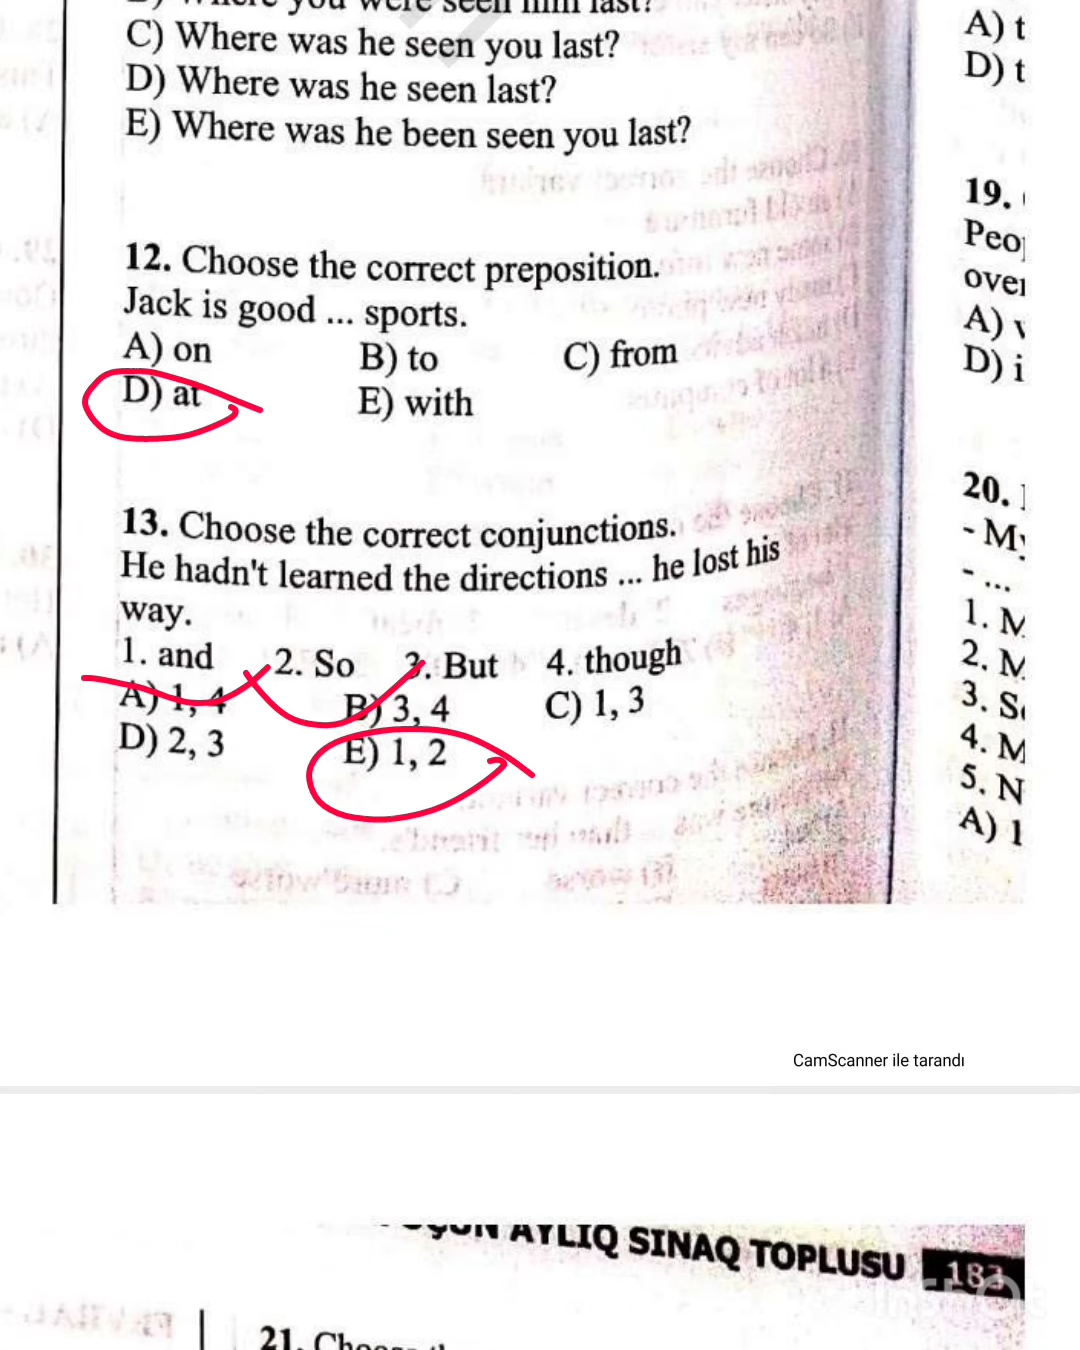 C) Where was he seen you last?
D) Where was he seen last?
E) Where was he been seen you last?
12. Choose the correct preposition.
Jack is good ... sports.
A) on B) to C) from
D) at E) with
13. Choose the correct conjunctions.
He hadn't learned the directions ... he lost his
way.
1. and 2. So 3. But 4. though
A) 1, 4 B) 3, 4 C) 1, 3
D) 2, 3 E) 1, 2
A) t
D) t
19.
A)
D) i
20.
- ...
1. M
2. M
3. S
4. M
5. N
A) 1
CamScanner ile tarandı
AYLIQ SINAQ TOPLUSU 183
21.